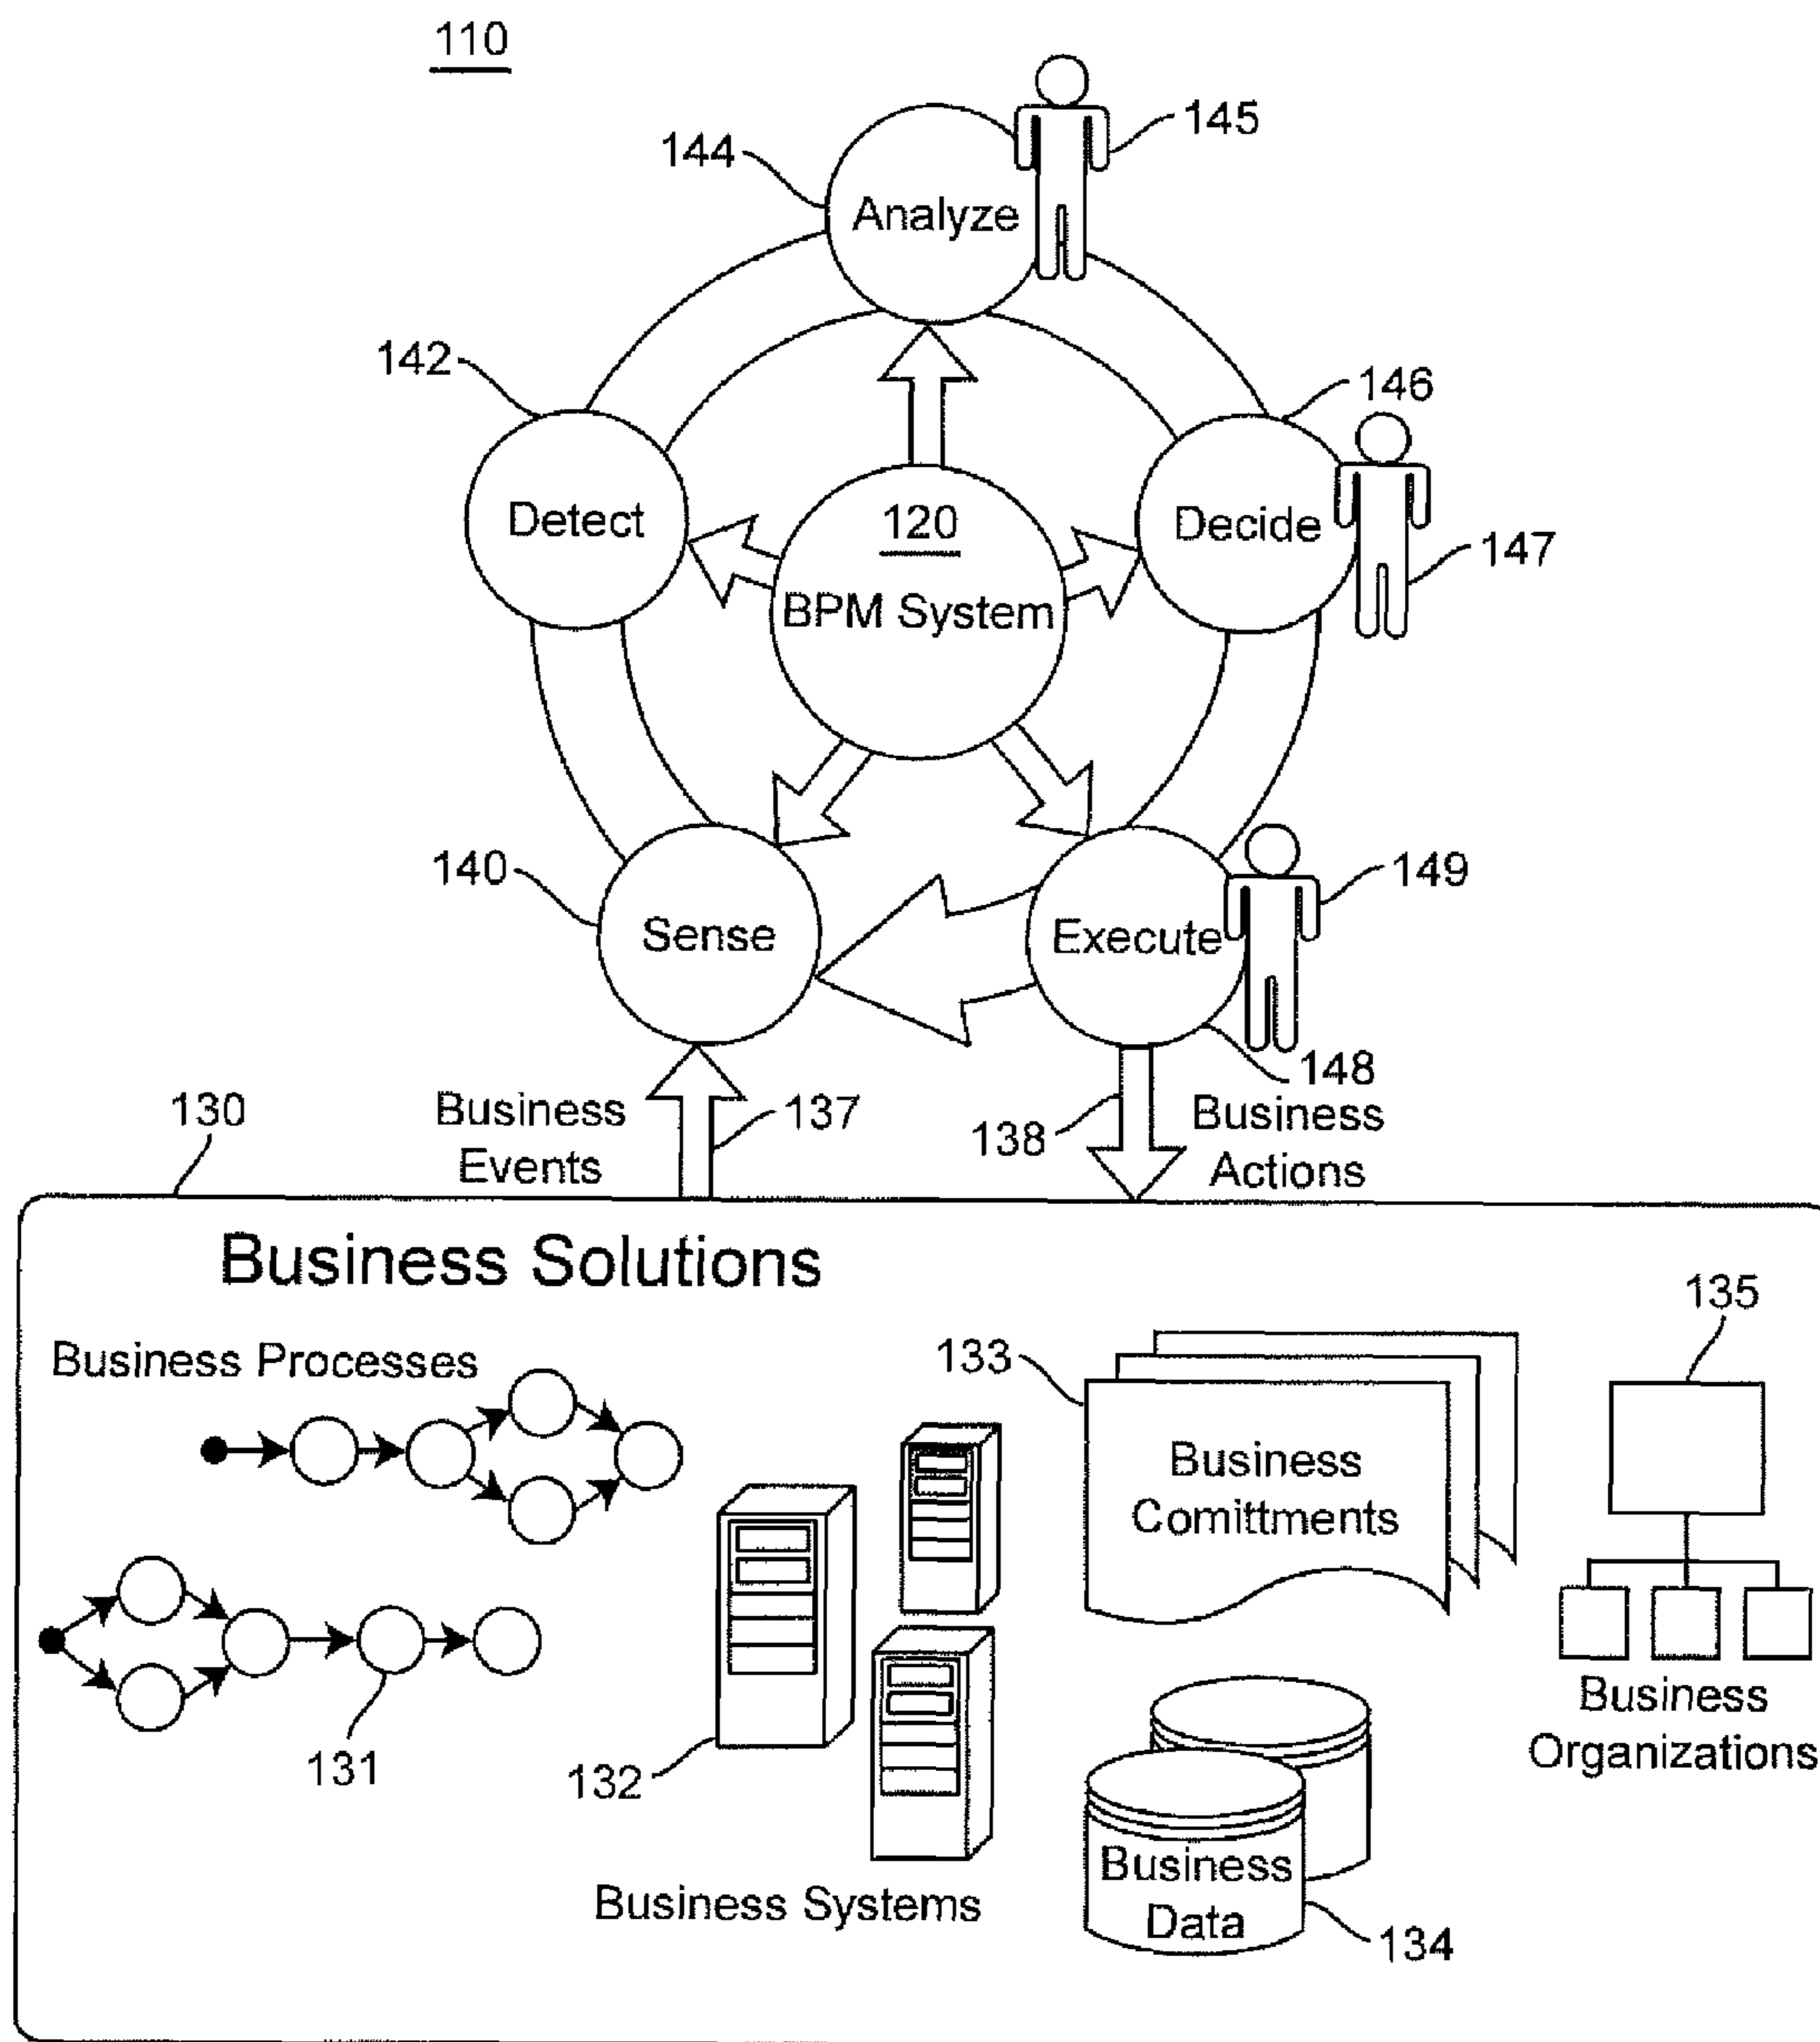 110
145
144
Analyze
142
146
Detect
120
Decide
147
BPM System
140
149
Sense
Execute
148
130
Business
Events
137
138
Business
Actions
Business Solutions
135
Business Processes
133
Business
Comittments
Business
Organizations
131
132
Business
Data
Business Systems
134